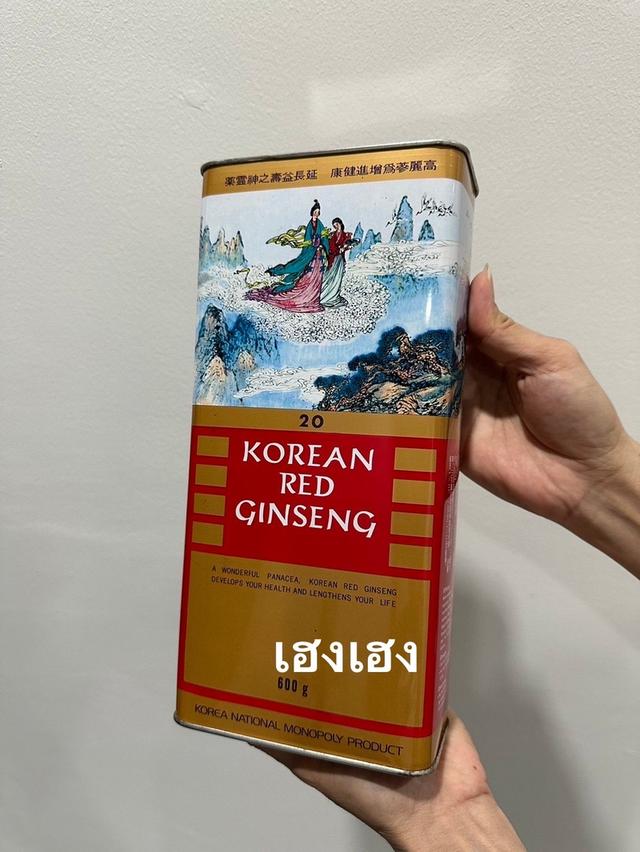 高麗蔘爲增進健康 延長益壽之神靈藥
20
KOREAN
RED
GINSENG
A WONDERFUL PANACEA, KOREAN RED GINSENG
DEVELOPS YOUR HEALTH AND LENGTHENS YOUR LIFE
เฮงเฮง
600 g
KOREA NATIONAL MONOPOLY PRODUCT